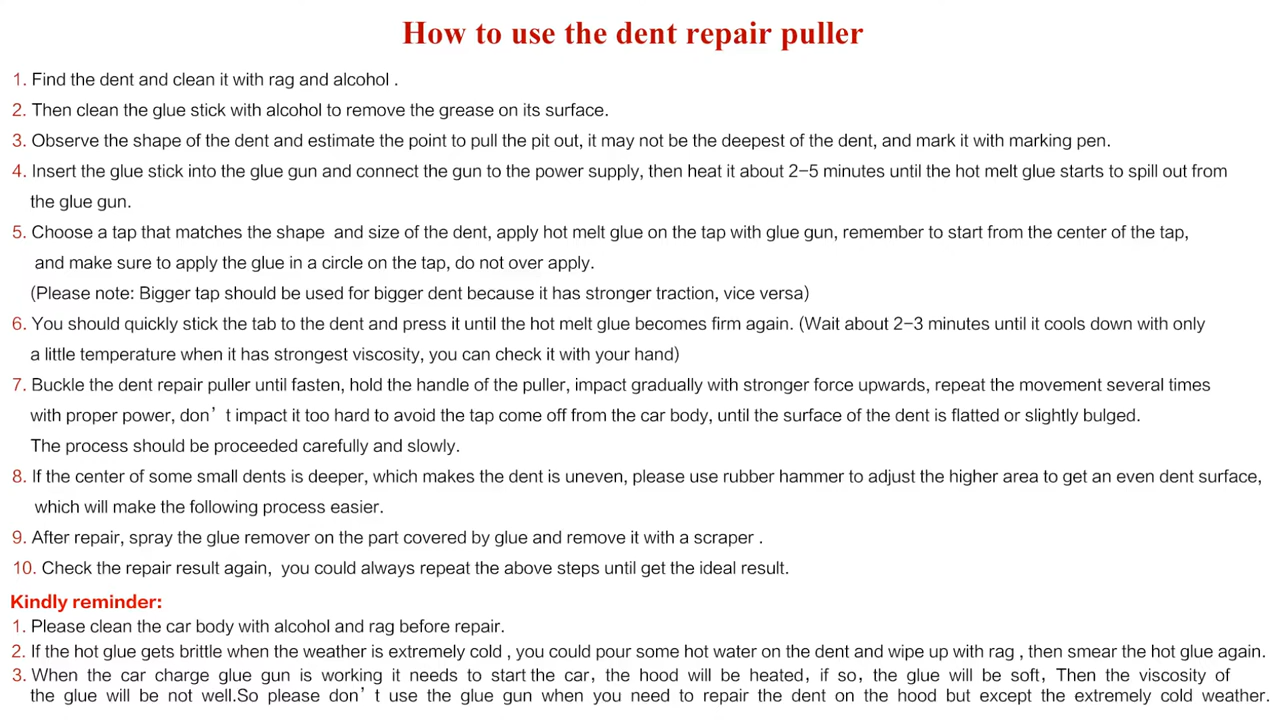 How to use the dent repair puller
1. Find the dent and clean it with rag and alcohol .
2. Then clean the glue stick with alcohol to remove the grease on its surface.
3. Observe the shape of the dent and estimate the point to pull the pit out, it may not be the deepest of the dent, and mark it with marking pen.
4. Insert the glue stick into the glue gun and connect the gun to the power supply, then heat it about 2-5 minutes until the hot melt glue starts to spill out from
the glue gun.
5. Choose a tap that matches the shape and size of the dent, apply hot melt glue on the tap with glue gun, remember to start from the center of the tap,
and make sure to apply the glue in a circle on the tap, do not over apply.
(Please note: Bigger tap should be used for bigger dent because it has stronger traction, vice versa)
6. You should quickly stick the tab to the dent and press it until the hot melt glue becomes firm again. (Wait about 2-3 minutes until it cools down with only
a little temperature when it has strongest viscosity, you can check it with your hand)
7. Buckle the dent repair puller until fasten, hold the handle of the puller, impact gradually with stronger force upwards, repeat the movement several times
with proper power, don't impact it too hard to avoid the tap come off from the car body, until the surface of the dent is flatted or slightly bulged.
The process should be proceeded carefully and slowly.
8. If the center of some small dents is deeper, which makes the dent is uneven, please use rubber hammer to adjust the higher area to get an even dent surface,
which will make the following process easier.
9. After repair, spray the glue remover on the part covered by glue and remove it with a scraper .
10. Check the repair result again, you could always repeat the above steps until get the ideal result.
Kindly reminder:
1. Please clean the car body with alcohol and rag before repair.
2. If the hot glue gets brittle when the weather is extremely cold , you could pour some hot water on the dent and wipe up with rag , then smear the hot glue again.
3. When the car charge glue gun is working it needs to start the car, the hood will be heated, if so, the glue will be soft, Then the viscosity of
the glue will be not well.So please don't use the glue gun when you need to repair the dent on the hood but except the extremely cold weather.